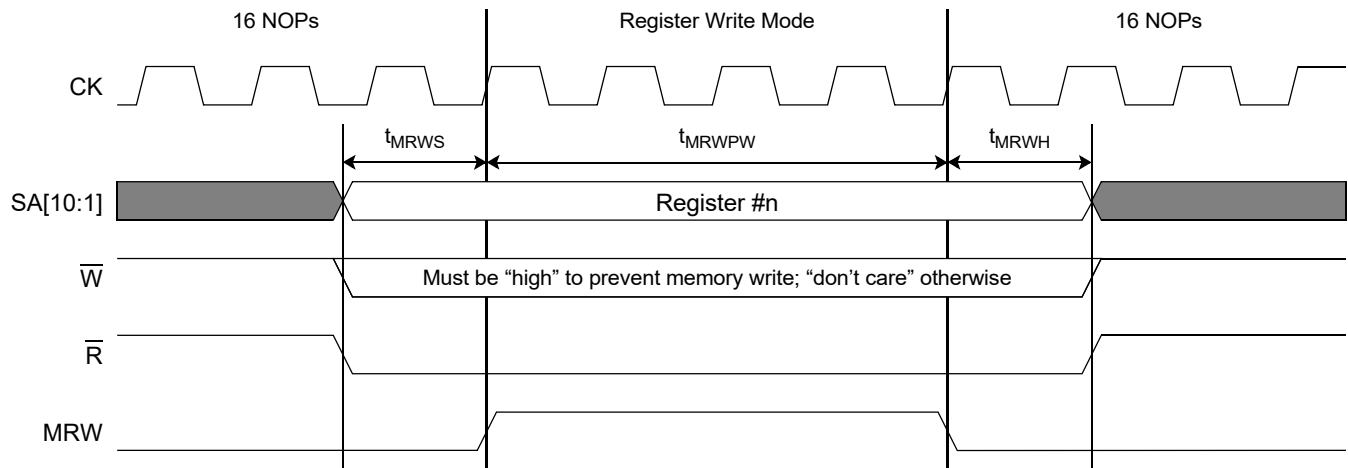 16 NOPs Register Write Mode 16 NOPs
CK
tMRWS tMRWPW tMRWH
SA[10:1] Register #n
W Must be “high” to prevent memory write; “don’t care” otherwise
R
MRW